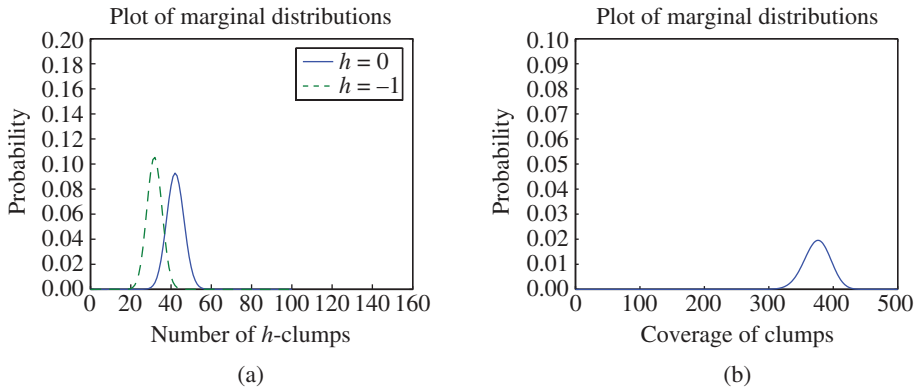 Plot of marginal distributions
0.20
0.18
0.16
0.14
0.12
0.10
0.08
0.06
0.04
0.02
0.00
Probability
h = 0
h = –1
0 20 40 60 80 100 120 140 160
Number of h-clumps
(a)
Plot of marginal distributions
0.10
0.09
0.08
0.07
0.06
0.05
0.04
0.03
0.02
0.01
0.00
Probability
0 100 200 300 400 500
Coverage of clumps
(b)